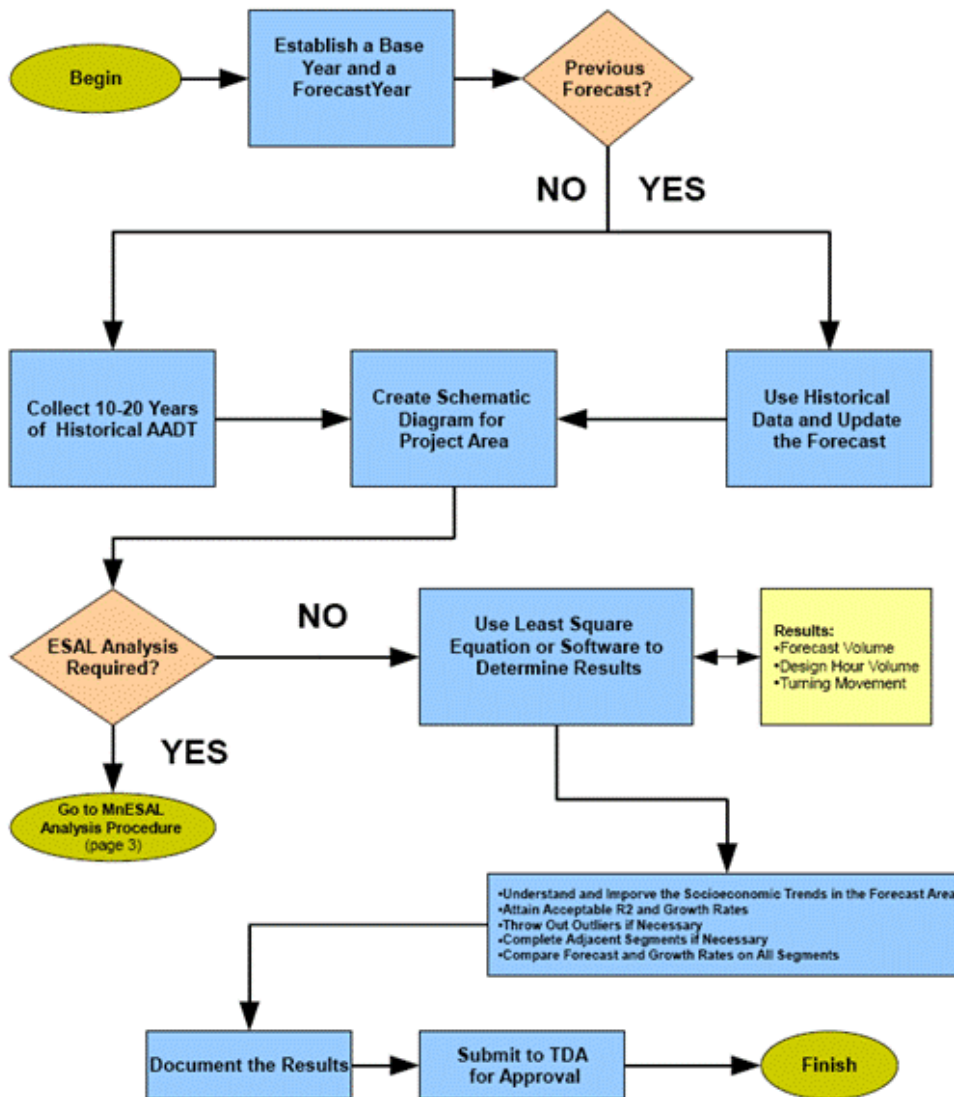 Begin
Establish a Base
Year and a
ForecastYear
Previous
Forecast?
NO
YES
Collect 10-20 Years
of Historical AADT
Create Schematic
Diagram for
Project Area
Use Historical
Data and Update
the Forecast
ESAL Analysis
Required?
NO
YES
Use Least Square
Equation or Software to
Determine Results
Results:
•Forecast Volume
•Design Hour Volume
•Turning Movement
Go to MnESAL
Analysis Procedure
(page 3)
•Understand and Imporve the Socioeconomic Trends in the Forecast Area
•Attain Acceptable R2 and Growth Rates
•Throw Out Outliers if Necessary
•Complete Adjacent Segments if Necessary
•Compare Forecast and Growth Rates on All Segments
Document the Results
Submit to TDA
for Approval
Finish